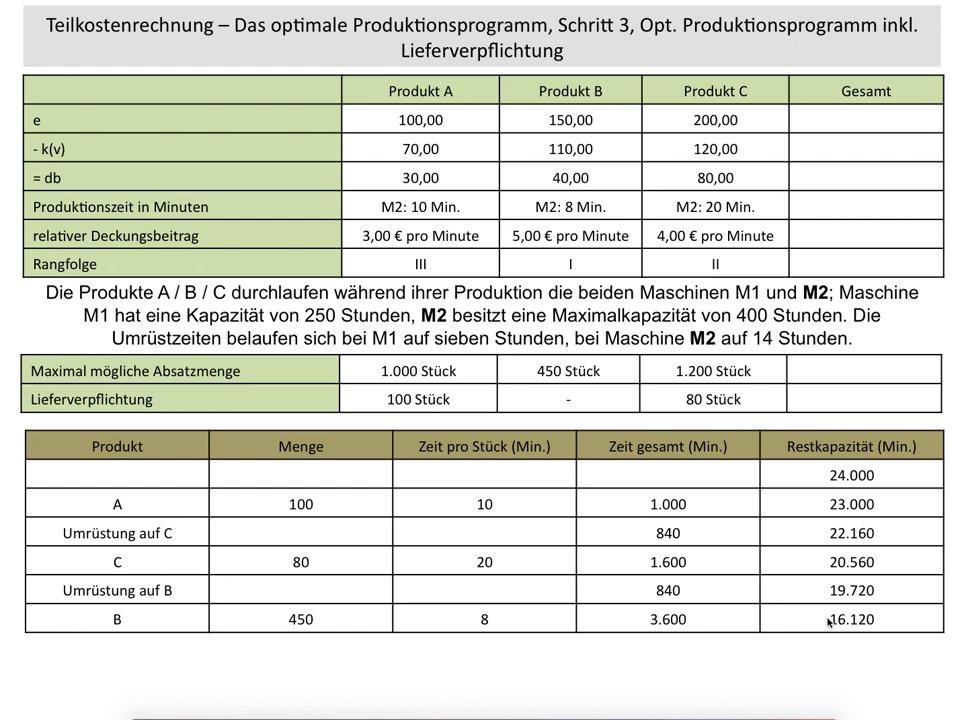 Teilkostenrechnung – Das optimale Produktionsprogramm, Schritt 3, Opt. Produktionsprogramm inkl.
Lieferverpflichtung
Produkt A Produkt B Produkt C Gesamt
e 100,00 150,00 200,00
- k(v) 70,00 110,00 120,00
= db 30,00 40,00 80,00
Produktionszeit in Minuten M2: 10 Min. M2: 8 Min. M2: 20 Min.
relativer Deckungsbeitrag 3,00 € pro Minute 5,00 € pro Minute 4,00 € pro Minute
Rangfolge III I II
Die Produkte A / B / C durchlaufen während ihrer Produktion die beiden Maschinen M1 und M2; Maschine
M1 hat eine Kapazität von 250 Stunden, M2 besitzt eine Maximalkapazität von 400 Stunden. Die
Umrüstzeiten belaufen sich bei M1 auf sieben Stunden, bei Maschine M2 auf 14 Stunden.
Maximal mögliche Absatzmenge 1.000 Stück 450 Stück 1.200 Stück
Lieferverpflichtung 100 Stück - 80 Stück
Produkt Menge Zeit pro Stück (Min.) Zeit gesamt (Min.) Restkapazität (Min.)
24.000
A 100 10 1.000 23.000
Umrüstung auf C 840 22.160
C 80 20 1.600 20.560
Umrüstung auf B 840 19.720
B 450 8 3.600 16.120